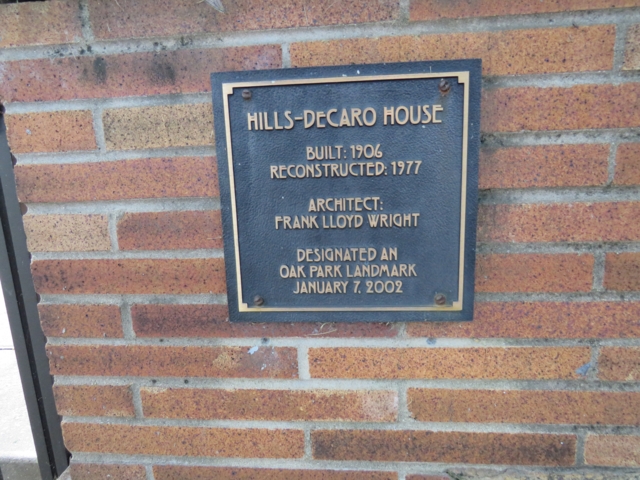 HILLS-DECARO HOUSE
BUILT: 1906
RECONSTRUCTED: 1977
ARCHITECT:
FRANK LLOYD WRIGHT
DESIGNATED AN
OAK PARK LANDMARK
JANUARY 7, 2002